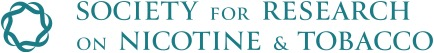 SOCIETY FOR RESEARCH
ON NICOTINE & TOBACCO